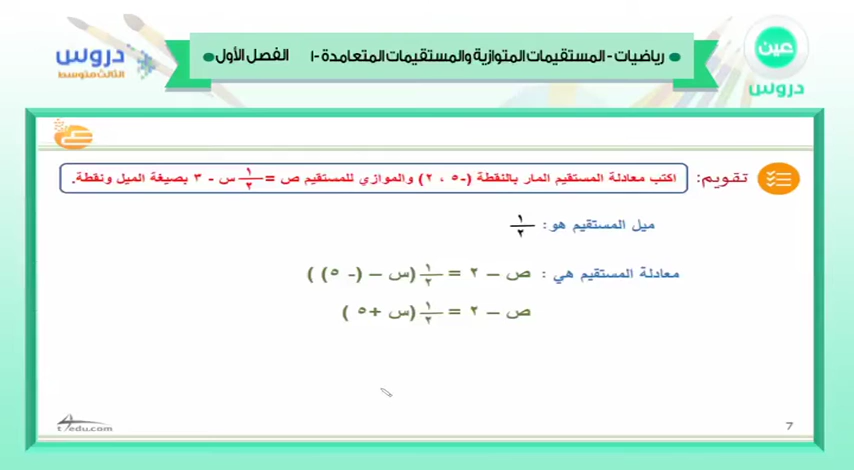 عين
دروس
رياضيات - المستقيمات المتوازية والمستقيمات المتعامدة -١ الفصل الأول
دروس
الثالث متوسط
تقويم: اكتب معادلة المستقيم المار بالنقطة (-٥ ، ٢) والموازي للمستقيم ص = ١/٢ س - ٣ بصيغة الميل ونقطة.
ميل المستقيم هو: ١/٢
معادلة المستقيم هي : ص – ٢ = ١/٢ (س – (- ٥) )
ص – ٢ = ١/٢ (س +٥ )
t4edu.com
7